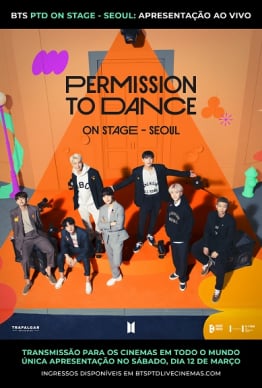 BTS PTD ON STAGE - SEOUL: APRESENTAÇÃO AO VIVO
PERMISSION
TO DANCE
ON STAGE – SEOUL
TRAFALGAR
TRANSMISSÃO PARA OS CINEMAS EM TODO O MUNDO
ÚNICA APRESENTAÇÃO NO SÁBADO, DIA 12 DE MARÇO
INGRESSOS DISPONÍVEIS EM BTSPTDLIVECINEMAS.COM